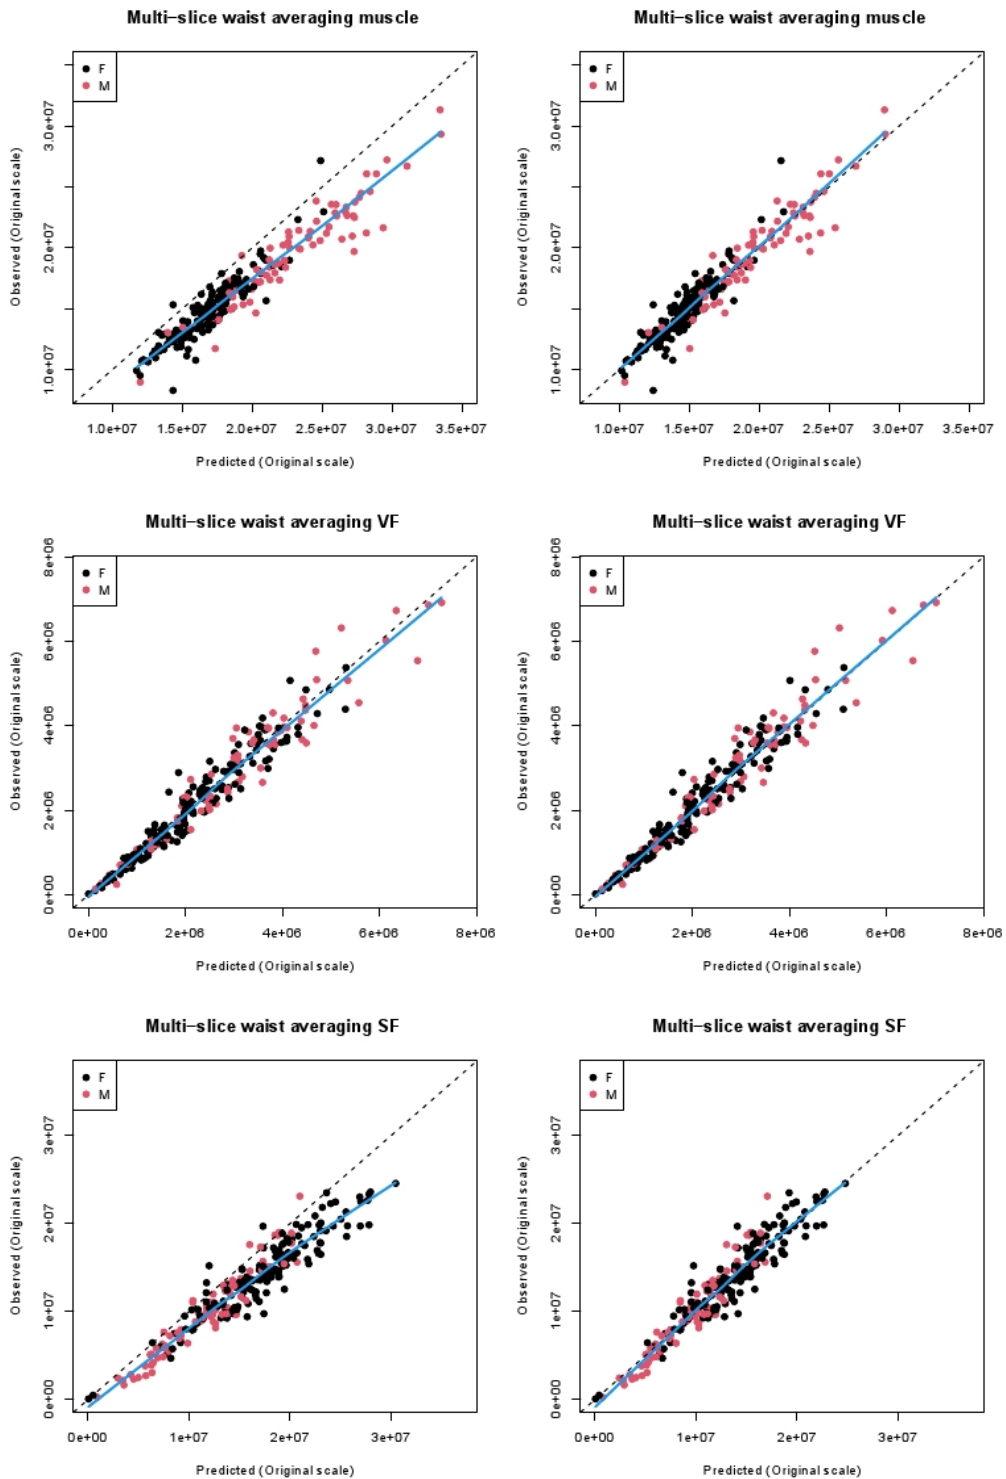 Multi−slice waist averaging muscle
F
M
Observed (Original scale)
1.0e+07 2.0e+07 3.0e+07
1.0e+07 1.5e+07 2.0e+07 2.5e+07 3.0e+07 3.5e+07
Predicted (Original scale)
Multi−slice waist averaging muscle
F
M
Observed (Original scale)
1.0e+07 2.0e+07 3.0e+07
1.0e+07 1.5e+07 2.0e+07 2.5e+07 3.0e+07 3.5e+07
Predicted (Original scale)
Multi−slice waist averaging VF
F
M
Observed (Original scale)
0e+00 2e+06 4e+06 6e+06 8e+06
0e+00 2e+06 4e+06 6e+06 8e+06
Predicted (Original scale)
Multi−slice waist averaging VF
F
M
Observed (Original scale)
0e+00 2e+06 4e+06 6e+06 8e+06
0e+00 2e+06 4e+06 6e+06 8e+06
Predicted (Original scale)
Multi−slice waist averaging SF
F
M
Observed (Original scale)
0e+00 1e+07 2e+07 3e+07
0e+00 1e+07 2e+07 3e+07
Predicted (Original scale)
Multi−slice waist averaging SF
F
M
Observed (Original scale)
0e+00 1e+07 2e+07 3e+07
0e+00 1e+07 2e+07 3e+07
Predicted (Original scale)